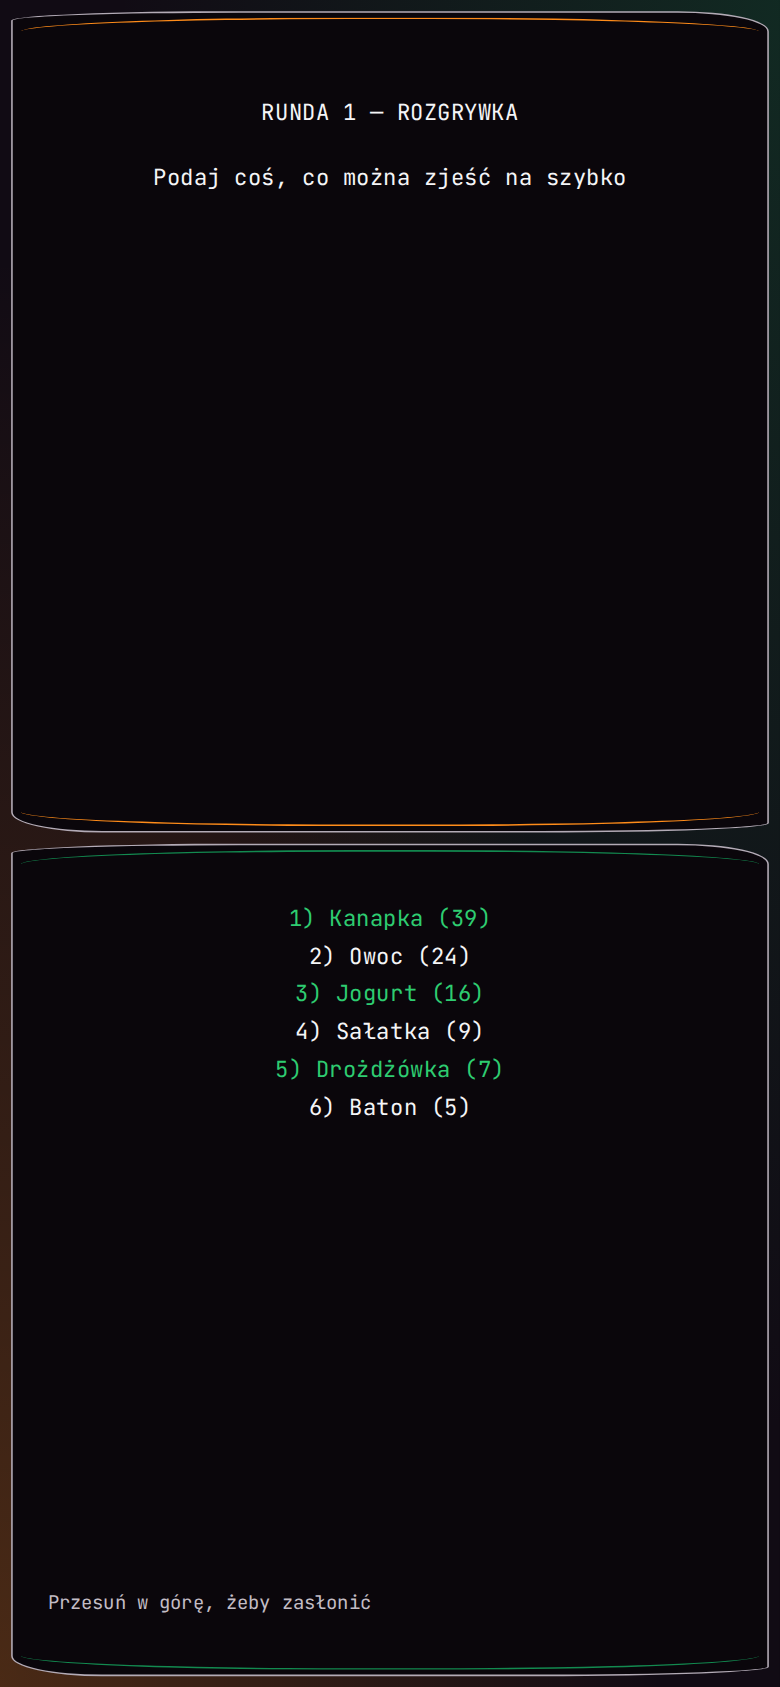 RUNDA 1 — ROZGRYWKA
Podaj coś, co można zjeść na szybko
1) Kanapka (39)
2) Owoc (24)
3) Jogurt (16)
4) Sałatka (9)
5) Drożdżówka (7)
6) Baton (5)
Przesuń w górę, żeby zasłonić